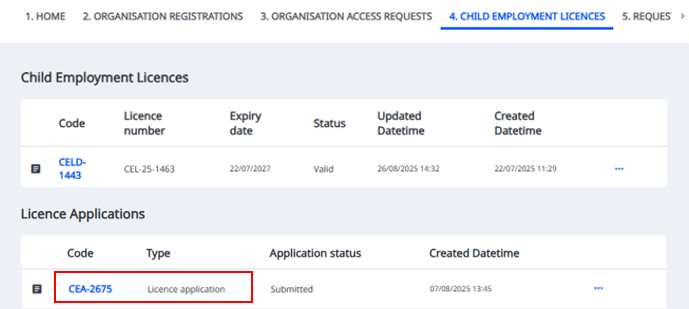 1. HOME 2. ORGANISATION REGISTRATIONS 3. ORGANISATION ACCESS REQUESTS 4. CHILD EMPLOYMENT LICENCES 5. REQUES
Child Employment Licences
Code Licence number Expiry date Status Updated Datetime Created Datetime
CELD-1443 CEL-25-1463 22/07/2027 Valid 26/08/2025 14:32 22/07/2025 11:29 ...
Licence Applications
Code Type Application status Created Datetime
CEA-2675 Licence application Submitted 07/08/2025 13:45 ...